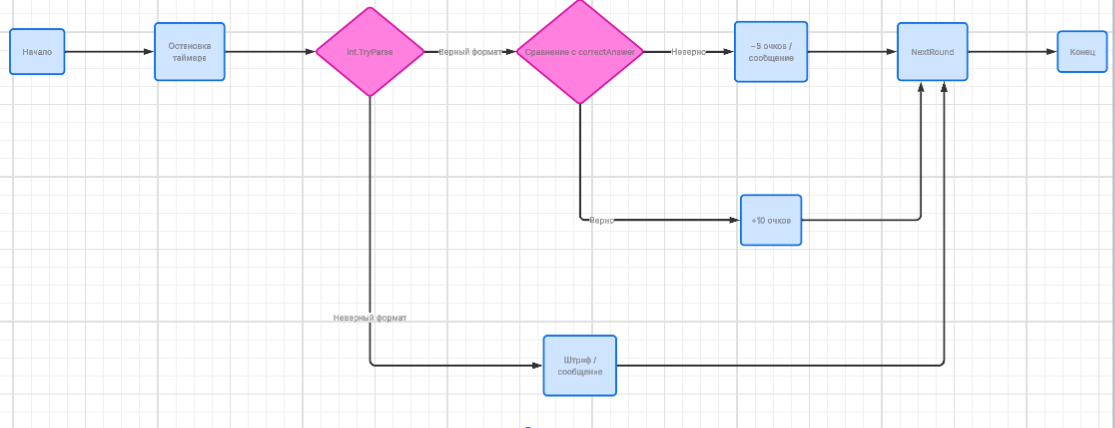 Начало
Остановка
таймера
int.TryParse
Верный формат
Сравнение с correctAnswer
Неверно
−5 очков /
сообщение
NextRound
Конец
Верно
+10 очков
Неверный формат
Штраф /
сообщение